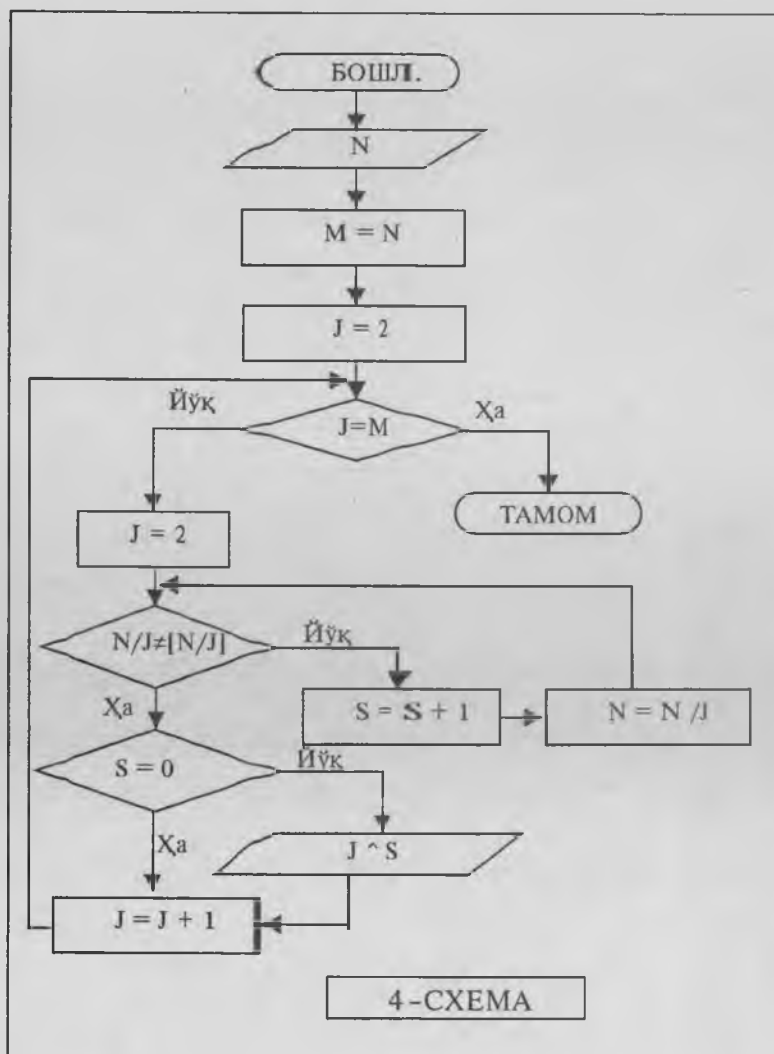 БОШЛ.
N
M = N
J = 2
Йўқ
J=M
Ҳа
ТАМОМ
J = 2
N/J≠[N/J]
Йўқ
S = S + 1
N = N /J
Ҳа
S = 0
Йўқ
J ^ S
Ҳа
J = J + 1
4-СХЕМА